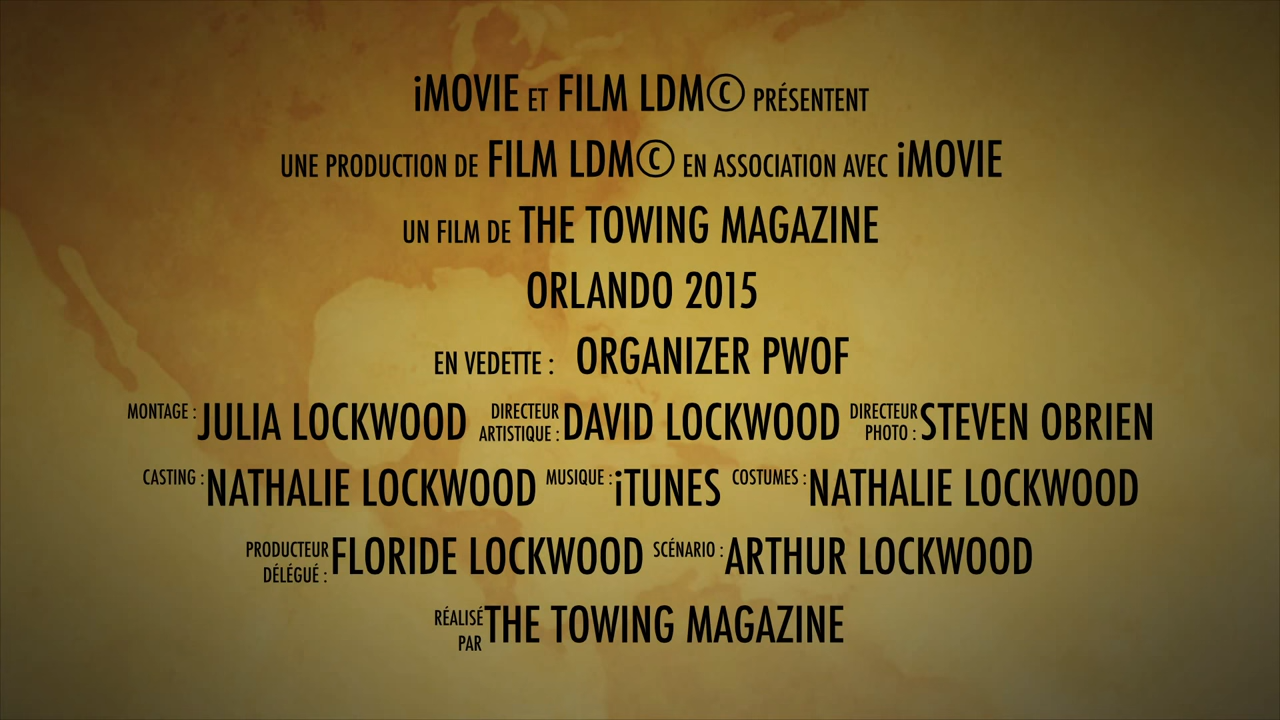 iMOVIE ET FILM LDM© PRÉSENTENT
UNE PRODUCTION DE FILM LDM© EN ASSOCIATION AVEC iMOVIE
UN FILM DE THE TOWING MAGAZINE
ORLANDO 2015
EN VEDETTE : ORGANIZER PWOF
MONTAGE : JULIA LOCKWOOD DIRECTEUR ARTISTIQUE : DAVID LOCKWOOD DIRECTEUR PHOTO : STEVEN OBRIEN
CASTING : NATHALIE LOCKWOOD MUSIQUE : iTUNES COSTUMES : NATHALIE LOCKWOOD
PRODUCTEUR DÉLÉGUÉ : FLORIDE LOCKWOOD SCÉNARIO : ARTHUR LOCKWOOD
RÉALISÉ PAR THE TOWING MAGAZINE